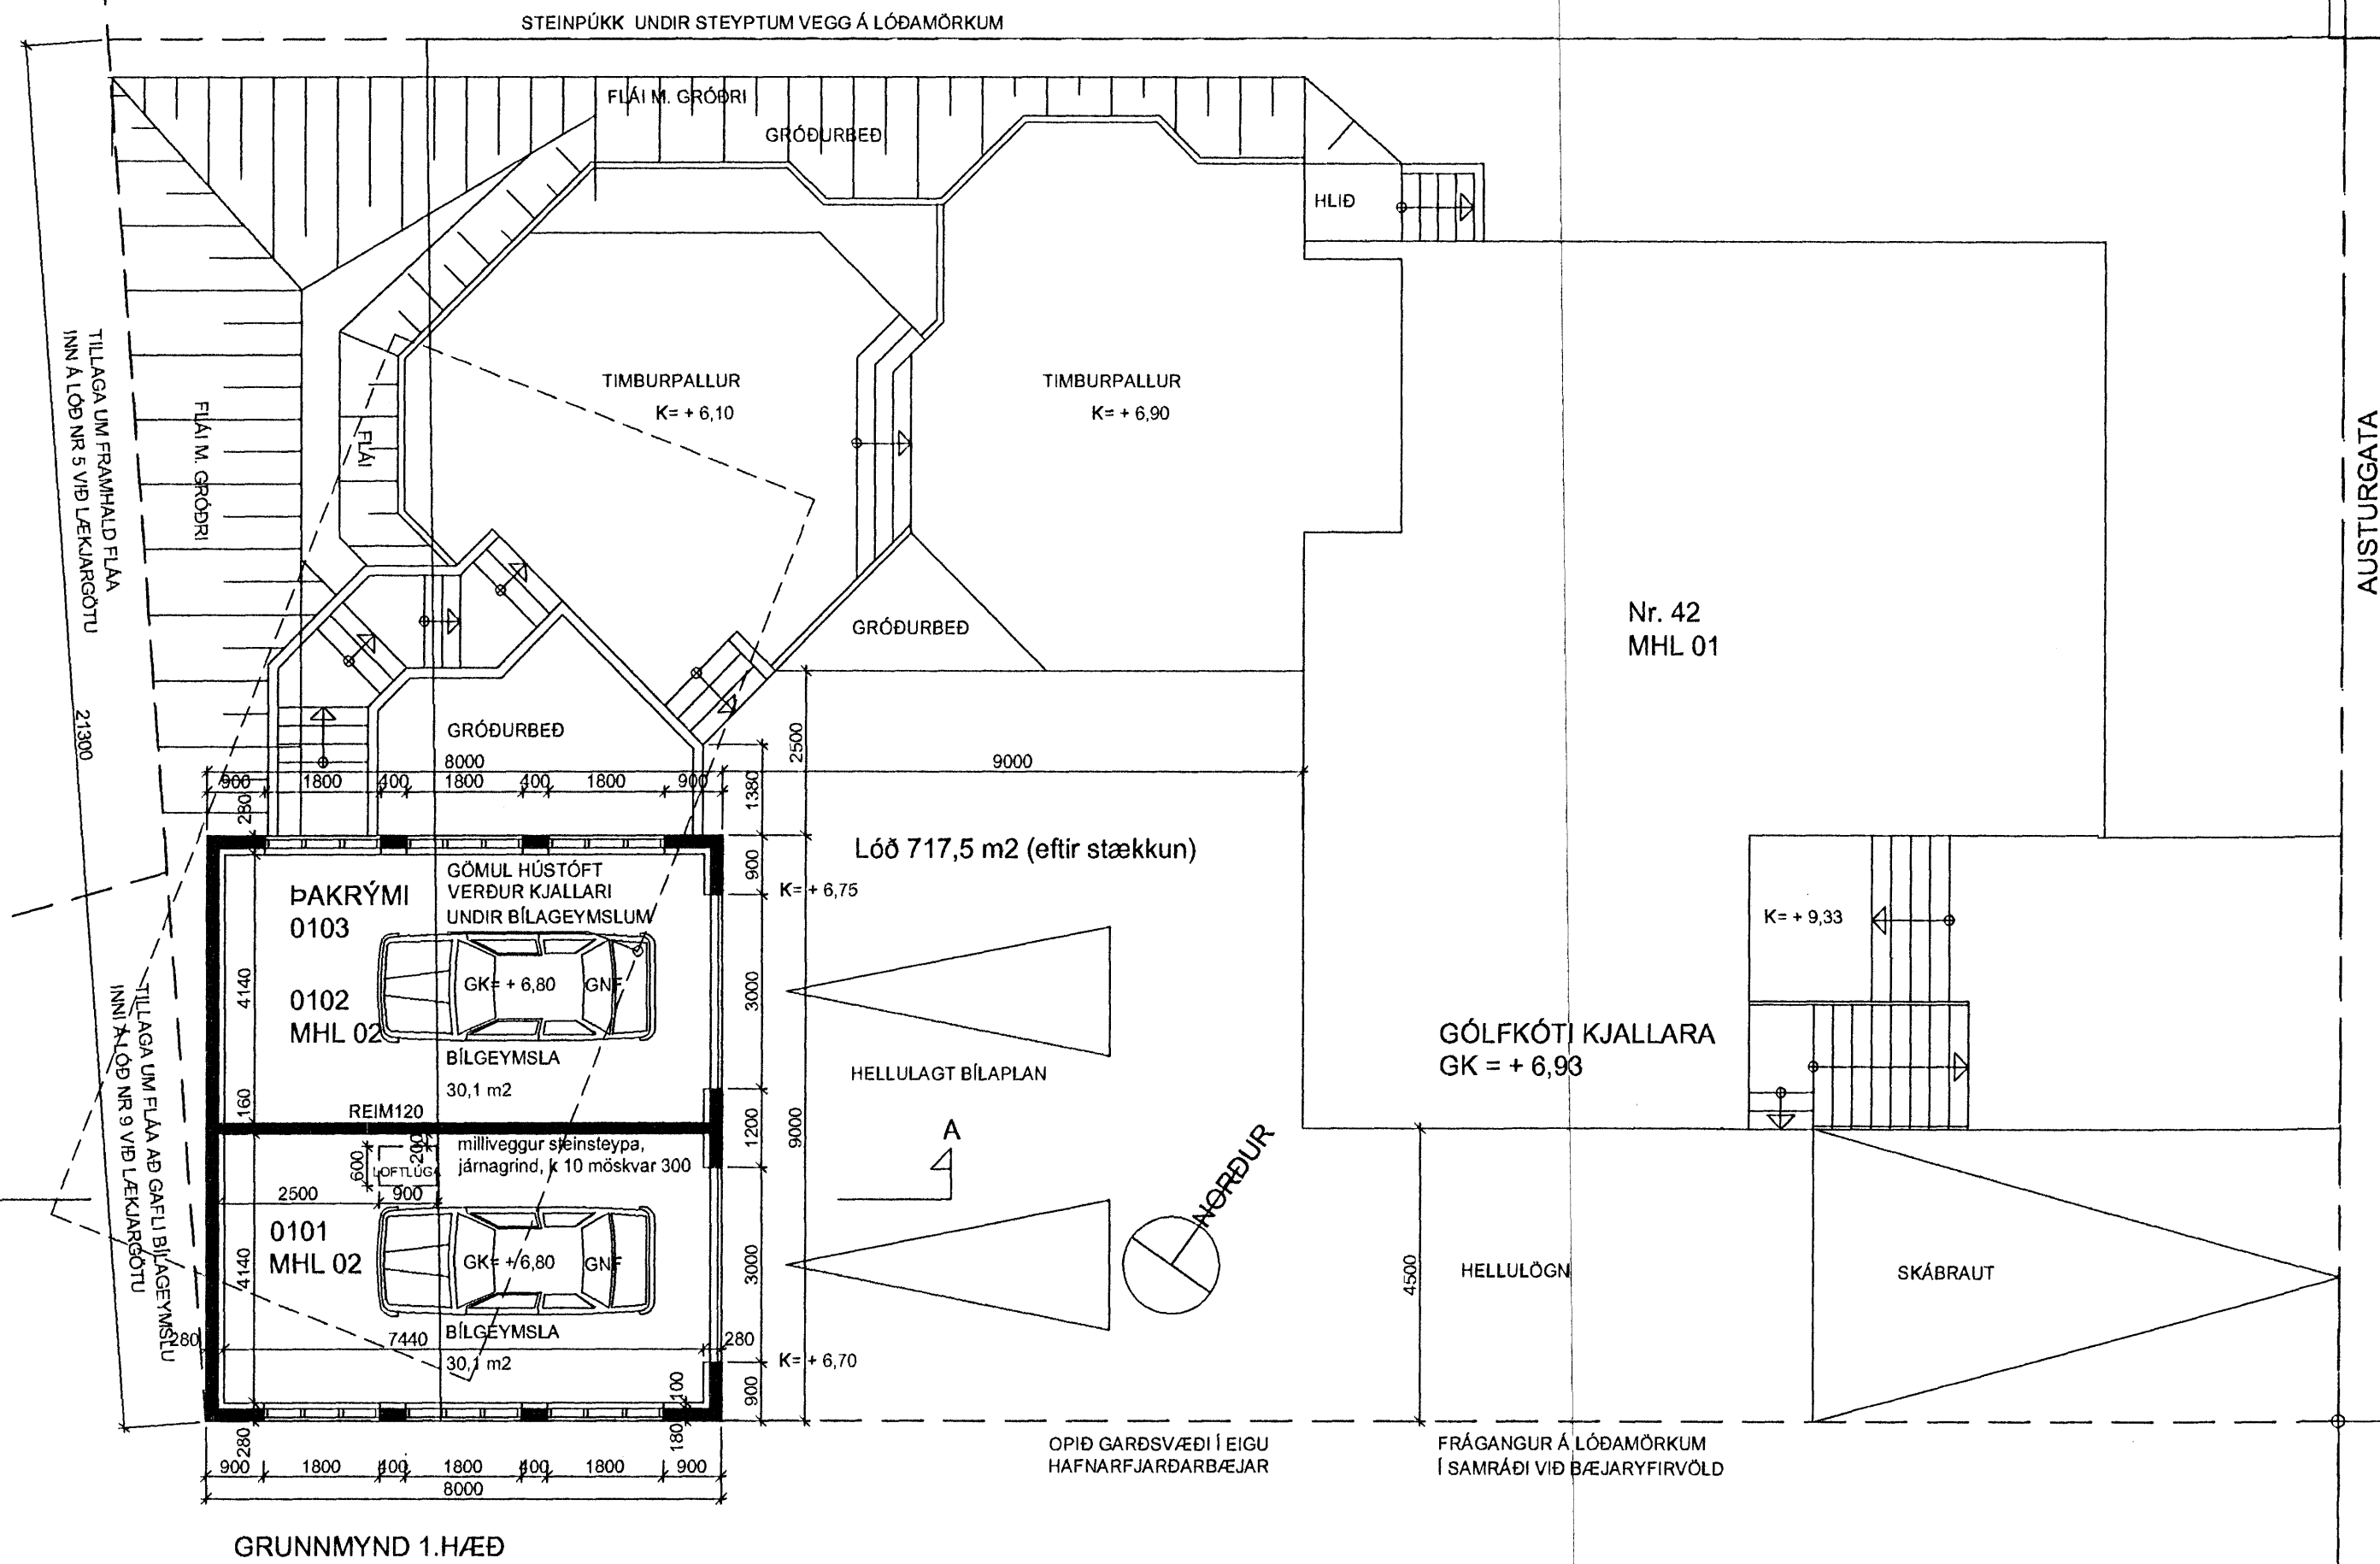 STEINPÚKK UNDIR STEYPTUM VEGG Á LÓÐAMÖRKUM
FLÁI M. GRÓÐRI
GRÓÐURBEÐ
HLIÐ
TILLAGA UM FRAMHALD FLÁA
INN Á LÓÐ NR 5 VIÐ LÆKJARGÖTU
21300
FLÁI M. GRÓÐRI
FLÁI
TIMBURPALLUR
K= + 6,10
TIMBURPALLUR
K= + 6,90
AUSTURGATA
Nr. 42
MHL 01
GRÓÐURBEÐ
GRÓÐURBEÐ
2500
8000
9000
900 1800 400 1800 400 1800 900
1380
280
Lóð 717,5 m2 (eftir stækkun)
GÖMUL HÚSTÓFT
VERÐUR KJALLARI
UNDIR BÍLAGEYMSLUM
ÞAKRÝMI
0103
900
K= + 6,75
K= + 9,33
4140
0102
MHL 02
GK= + 6,80 GNF
3000
BÍLGEYMSLA
30,1 m2
HELLULAGT BÍLAPLAN
GÓLFKÓTI KJALLARA
GK = + 6,93
160
REIM120
1200
9000
milliveggur steinsteypa,
járnagrind, k 10 möskvar 300
200
600
LOFTLÚGA
2500 900
A
NORÐUR
TILLAGA UM FLÁA AÐ GAFLI BÍLAGEYMSLU
INNI Á LÓÐ NR 9 VIÐ LÆKJARGÖTU
0101
MHL 02
4140
GK= + 6,80 GNF
3000
4500
HELLULÖGN
SKÁBRAUT
BÍLGEYMSLA
280 7440 280
30,1 m2
K= + 6,70
900
100
180
280
OPIÐ GARÐSVÆÐI Í EIGU
HAFNARFJARÐARBÆJAR
FRÁGANGUR Á LÓÐAMÖRKUM
Í SAMRÁÐI VIÐ BÆJARYFIRVÖLD
900 1800 400 1800 400 1800 900
8000
GRUNNMYND 1.HÆÐ